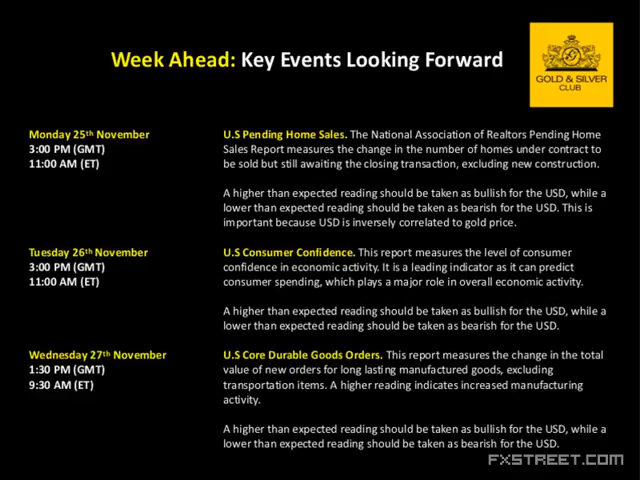 Week Ahead: Key Events Looking Forward
GOLD & SILVER
CLUB
Monday 25th November
3:00 PM (GMT)
11:00 AM (ET)
U.S Pending Home Sales. The National Association of Realtors Pending Home
Sales Report measures the change in the number of homes under contract to
be sold but still awaiting the closing transaction, excluding new construction.
A higher than expected reading should be taken as bullish for the USD, while a
lower than expected reading should be taken as bearish for the USD. This is
important because USD is inversely correlated to gold price.
Tuesday 26th November
3:00 PM (GMT)
11:00 AM (ET)
U.S Consumer Confidence. This report measures the level of consumer
confidence in economic activity. It is a leading indicator as it can predict
consumer spending, which plays a major role in overall economic activity.
A higher than expected reading should be taken as bullish for the USD, while a
lower than expected reading should be taken as bearish for the USD.
Wednesday 27th November
1:30 PM (GMT)
9:30 AM (ET)
U.S Core Durable Goods Orders. This report measures the change in the total
value of new orders for long lasting manufactured goods, excluding
transportation items. A higher reading indicates increased manufacturing
activity.
A higher than expected reading should be taken as bullish for the USD, while a
lower than expected reading should be taken as bearish for the USD.
FXSTREET.COM